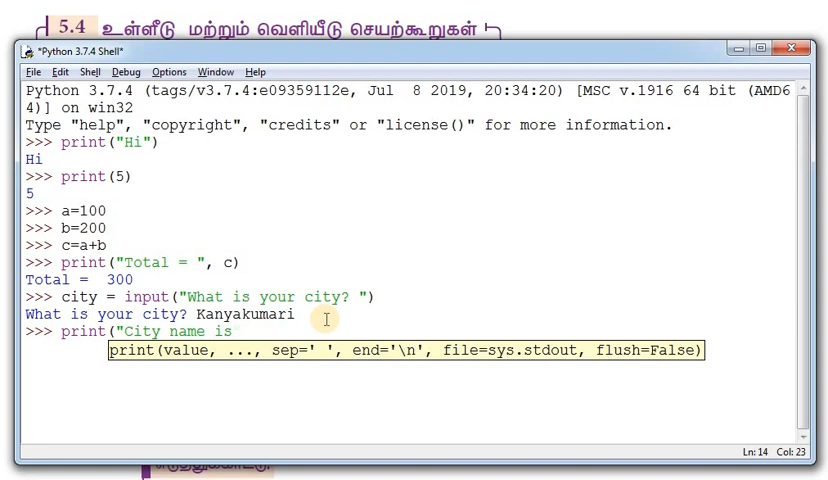 5.4 உள்ளீடு மற்றும் வெளியீடு செயற்கூறுகள்
*Python 3.7.4 Shell*
File Edit Shell Debug Options Window Help
Python 3.7.4 (tags/v3.7.4:e09359112e, Jul  8 2019, 20:34:20) [MSC v.1916 64 bit (AMD6
4)] on win32
Type "help", "copyright", "credits" or "license()" for more information.
>>> print("Hi")
Hi
>>> print(5)
5
>>> a=100
>>> b=200
>>> c=a+b
>>> print("Total = ", c)
Total =  300
>>> city = input("What is your city? ")
What is your city? Kanyakumari
>>> print("City name is
print(value, ..., sep=' ', end='\n', file=sys.stdout, flush=False)
Ln: 14 Col: 23